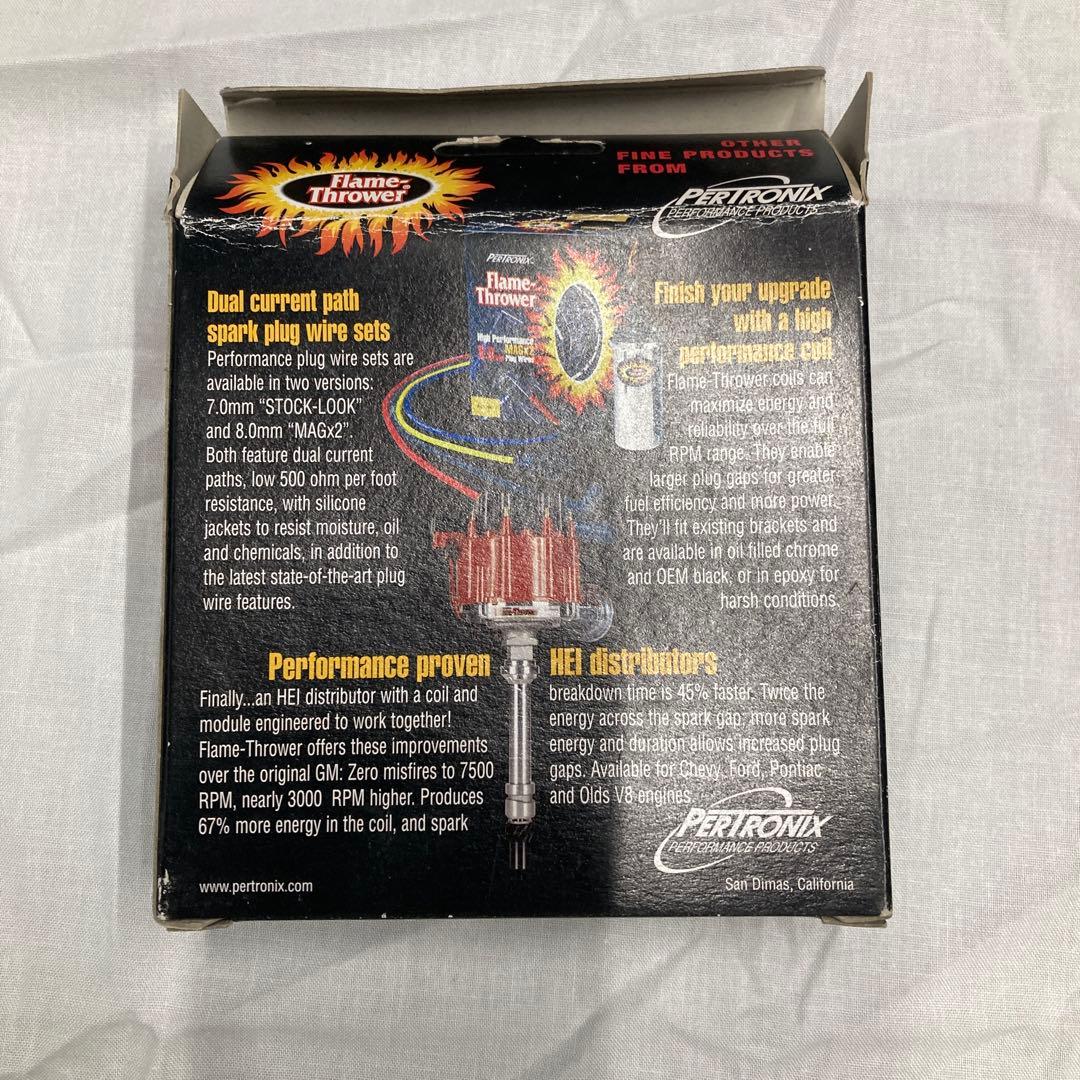 Flame-
Thrower®
OTHER
FINE PRODUCTS
FROM
PERTRONIX
PERFORMANCE PRODUCTS
PERTRONIX
Flame-
Thrower
High Performance
MAGx2
Plug Wires
Dual current path
spark plug wire sets
Performance plug wire sets are
available in two versions:
7.0mm “STOCK-LOOK”
and 8.0mm “MAGx2”.
Both feature dual current
paths, low 500 ohm per foot
resistance, with silicone
jackets to resist moisture, oil
and chemicals, in addition to
the latest state-of-the-art plug
wire features.
Finish your upgrade
with a high
performance coil
Flame-Thrower coils can
maximize energy and
reliability over the full
RPM range. They enable
larger plug gaps for greater
fuel efficiency and more power.
They'll fit existing brackets and
are available in oil filled chrome
and OEM black, or in epoxy for
harsh conditions.
Performance proven
Finally...an HEI distributor with a coil and
module engineered to work together!
Flame-Thrower offers these improvements
over the original GM: Zero misfires to 7500
RPM, nearly 3000 RPM higher. Produces
67% more energy in the coil, and spark
HEI distributors
breakdown time is 45% faster. Twice the
energy across the spark gap, more spark
energy and duration allows increased plug
gaps. Available for Chevy, Ford, Pontiac
and Olds V8 engines.
PERTRONIX
PERFORMANCE PRODUCTS
www.pertronix.com
San Dimas, California